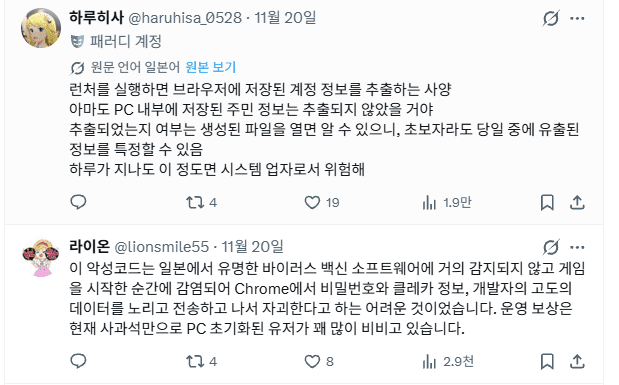 하루히사 @haruhisa_0528 · 11월 20일
패러디 계정
원문 언어 일본어 원본 보기
런처를 실행하면 브라우저에 저장된 계정 정보를 추출하는 사양
아마도 PC 내부에 저장된 주민 정보는 추출되지 않았을 거야
추출되었는지 여부는 생성된 파일을 열면 알 수 있으니, 초보자라도 당일 중에 유출된
정보를 특정할 수 있음
하루가 지나도 이 정도면 시스템 업자로서 위험해
4 19 1.9만
라이온 @lionsmile55 · 11월 20일
이 악성코드는 일본에서 유명한 바이러스 백신 소프트웨어에 거의 감지되지 않고 게임
을 시작한 순간에 감염되어 Chrome에서 비밀번호와 클레카 정보, 개발자의 고도의
데이터를 노리고 전송하고 나서 자괴한다고 하는 어려운 것이었습니다. 운영 보상은
현재 사과석만으로 PC 초기화된 유저가 꽤 많이 비비고 있습니다.
4 8 2.9천